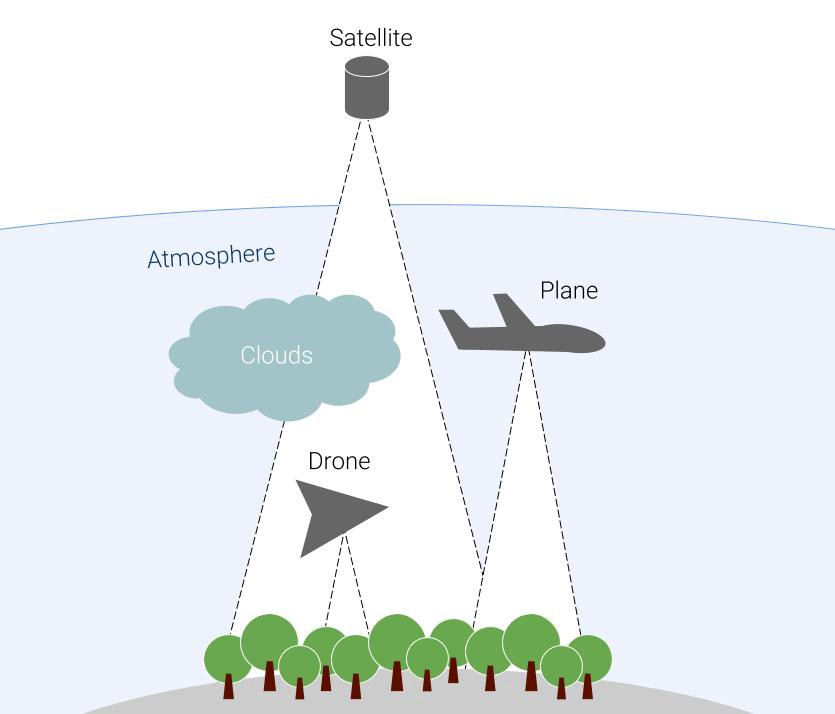 Satellite
Atmosphere
Plane
Clouds
Drone